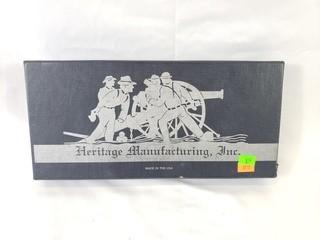 Heritage Manufacturing, Inc.
MADE IN THE USA